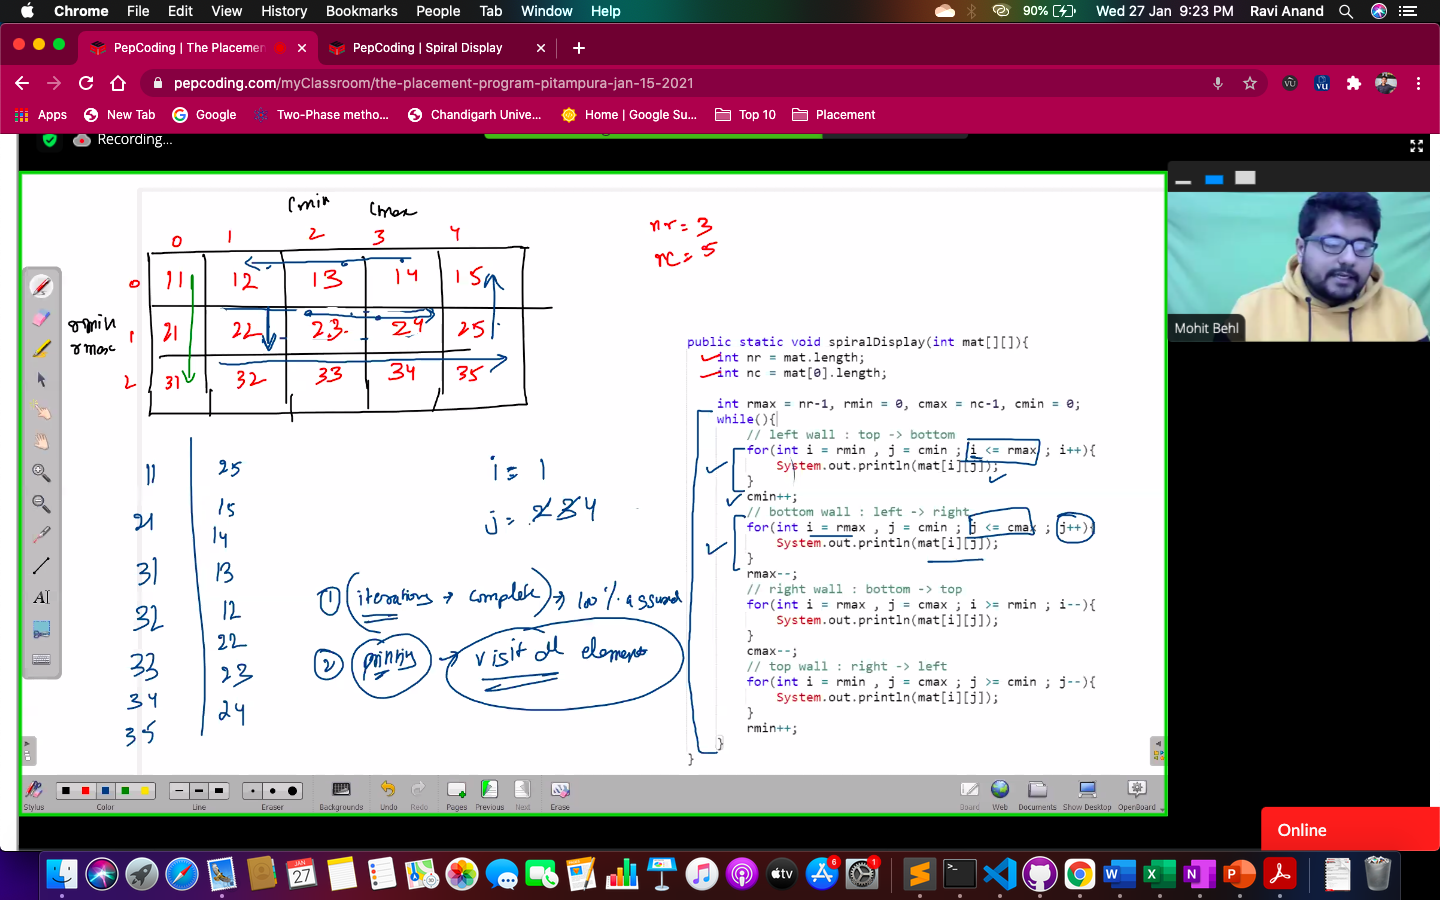 Chrome File Edit View History Bookmarks People Tab Window Help 90% Wed 27 Jan 9:23 PM Ravi Anand
PepCoding | The Placemen PepCoding | Spiral Display
pepcoding.com/myClassroom/the-placement-program-pitampura-jan-15-2021
Apps New Tab Google Two-Phase metho... Chandigarh Unive... Home | Google Su... Top 10 Placement
Recording...
cmin cmax
0 1 2 3 4
0 11 12 13 14 15
1 21 22 23 24 25
2 31 32 33 34 35
rmin
rmax
nr = 3
nc = 5
Mohit Behl
public static void spiralDisplay(int mat[][]){
int nr = mat.length;
int nc = mat[0].length;
int rmax = nr-1, rmin = 0, cmax = nc-1, cmin = 0;
while(){
// left wall : top -> bottom
for(int i = rmin , j = cmin ; i <= rmax ; i++){
System.out.println(mat[i][j]);
}
cmin++;
// bottom wall : left -> right
for(int i = rmax , j = cmin ; j <= cmax ; j++){
System.out.println(mat[i][j]);
}
rmax--;
// right wall : bottom -> top
for(int i = rmax , j = cmax ; i >= rmin ; i--){
System.out.println(mat[i][j]);
}
cmax--;
// top wall : right -> left
for(int i = rmin , j = cmax ; j >= cmin ; j--){
System.out.println(mat[i][j]);
}
rmin++;
}
}
11 25
21 15
14
31 13
32 12
22
33 23
34 24
35
i = 1
j = 2 3 4
① (iterations → complete) → 100% assured
② printing → visit all elements
Stylus Color Line Eraser Backgrounds Undo Redo Pages Previous Next Erase Board Web Documents Show Desktop OpenBoard
Online
JAN
27
tv
6
1